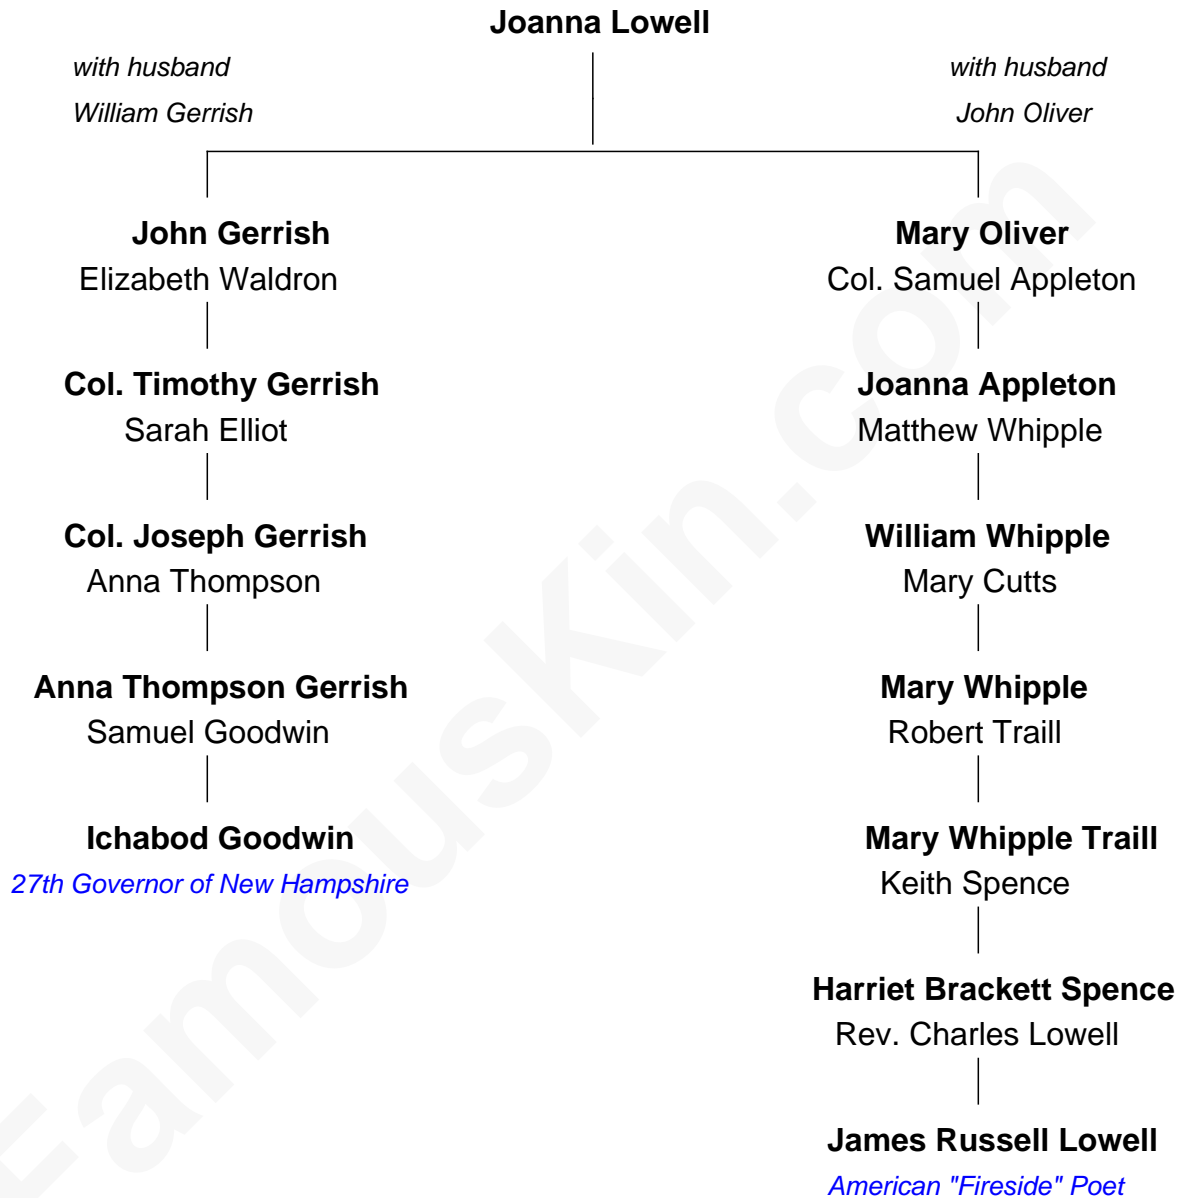 Joanna Lowell
with husband
William Gerrish
with husband
John Oliver
John Gerrish
Elizabeth Waldron
Mary Oliver
Col. Samuel Appleton
Col. Timothy Gerrish
Sarah Elliot
Joanna Appleton
Matthew Whipple
Col. Joseph Gerrish
Anna Thompson
William Whipple
Mary Cutts
Anna Thompson Gerrish
Samuel Goodwin
Mary Whipple
Robert Traill
Ichabod Goodwin
27th Governor of New Hampshire
Mary Whipple Traill
Keith Spence
Harriet Brackett Spence
Rev. Charles Lowell
James Russell Lowell
American "Fireside" Poet
FamousKin.com